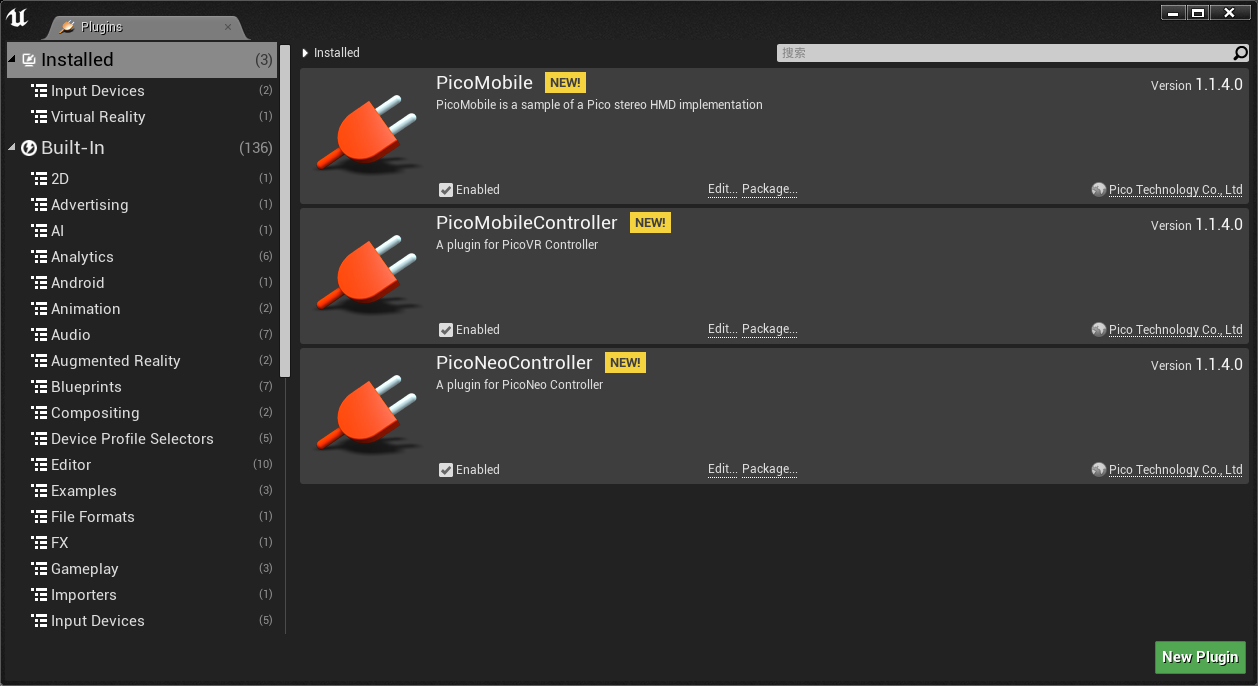 Plugins
Installed (3)
Input Devices (2)
Virtual Reality (1)
Built-In (136)
2D (1)
Advertising (1)
AI (1)
Analytics (6)
Android (1)
Animation (2)
Audio (7)
Augmented Reality (2)
Blueprints (7)
Compositing (2)
Device Profile Selectors (5)
Editor (10)
Examples (3)
File Formats (1)
FX (1)
Gameplay (3)
Importers (1)
Input Devices (5)
Installed
搜索
PicoMobile NEW! Version 1.1.4.0
PicoMobile is a sample of a Pico stereo HMD implementation
Enabled Edit... Package... Pico Technology Co., Ltd
PicoMobileController NEW! Version 1.1.4.0
A plugin for PicoVR Controller
Enabled Edit... Package... Pico Technology Co., Ltd
PicoNeoController NEW! Version 1.1.4.0
A plugin for PicoNeo Controller
Enabled Edit... Package... Pico Technology Co., Ltd
New Plugin